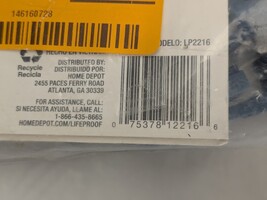 146160728
MODELO: LP2216
Recycle
Recicla
DISTRIBUTED BY:
DISTRIBUIDO POR:
HOME DEPOT
2455 PACES FERRY ROAD
ATLANTA, GA 30339
FOR ASSISTANCE, CALL:
SI NECESITA AYUDA, LLAME AL:
1-866-435-8665
HOMEDEPOT.COM/LIFEPROOF
0 75378 12216 6